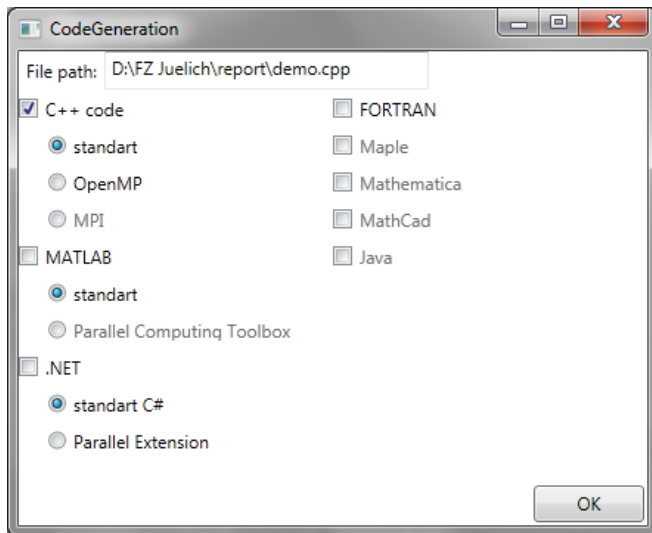 CodeGeneration
File path: D:\FZ Juelich\report\demo.cpp
C++ code
standart
OpenMP
MPI
MATLAB
standart
Parallel Computing Toolbox
.NET
standart C#
Parallel Extension
FORTRAN
Maple
Mathematica
MathCad
Java
OK